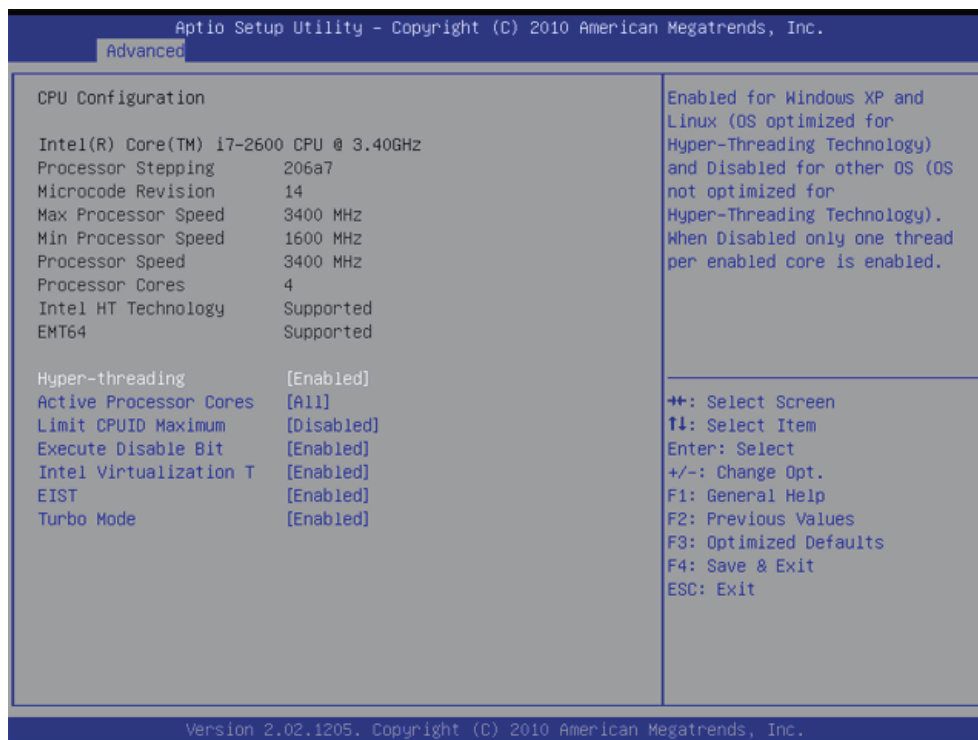 Aptio Setup Utility – Copyright (C) 2010 American Megatrends, Inc.
Advanced
CPU Configuration
Intel(R) Core(TM) i7-2600 CPU @ 3.40GHz
Processor Stepping 206a7
Microcode Revision 14
Max Processor Speed 3400 MHz
Min Processor Speed 1600 MHz
Processor Speed 3400 MHz
Processor Cores 4
Intel HT Technology Supported
EMT64 Supported
Hyper-threading [Enabled]
Active Processor Cores [All]
Limit CPUID Maximum [Disabled]
Execute Disable Bit [Enabled]
Intel Virtualization T [Enabled]
EIST [Enabled]
Turbo Mode [Enabled]
Enabled for Windows XP and
Linux (OS optimized for
Hyper-Threading Technology)
and Disabled for other OS (OS
not optimized for
Hyper-Threading Technology).
When Disabled only one thread
per enabled core is enabled.
→←: Select Screen
↑↓: Select Item
Enter: Select
+/-: Change Opt.
F1: General Help
F2: Previous Values
F3: Optimized Defaults
F4: Save & Exit
ESC: Exit
Version 2.02.1205. Copyright (C) 2010 American Megatrends, Inc.